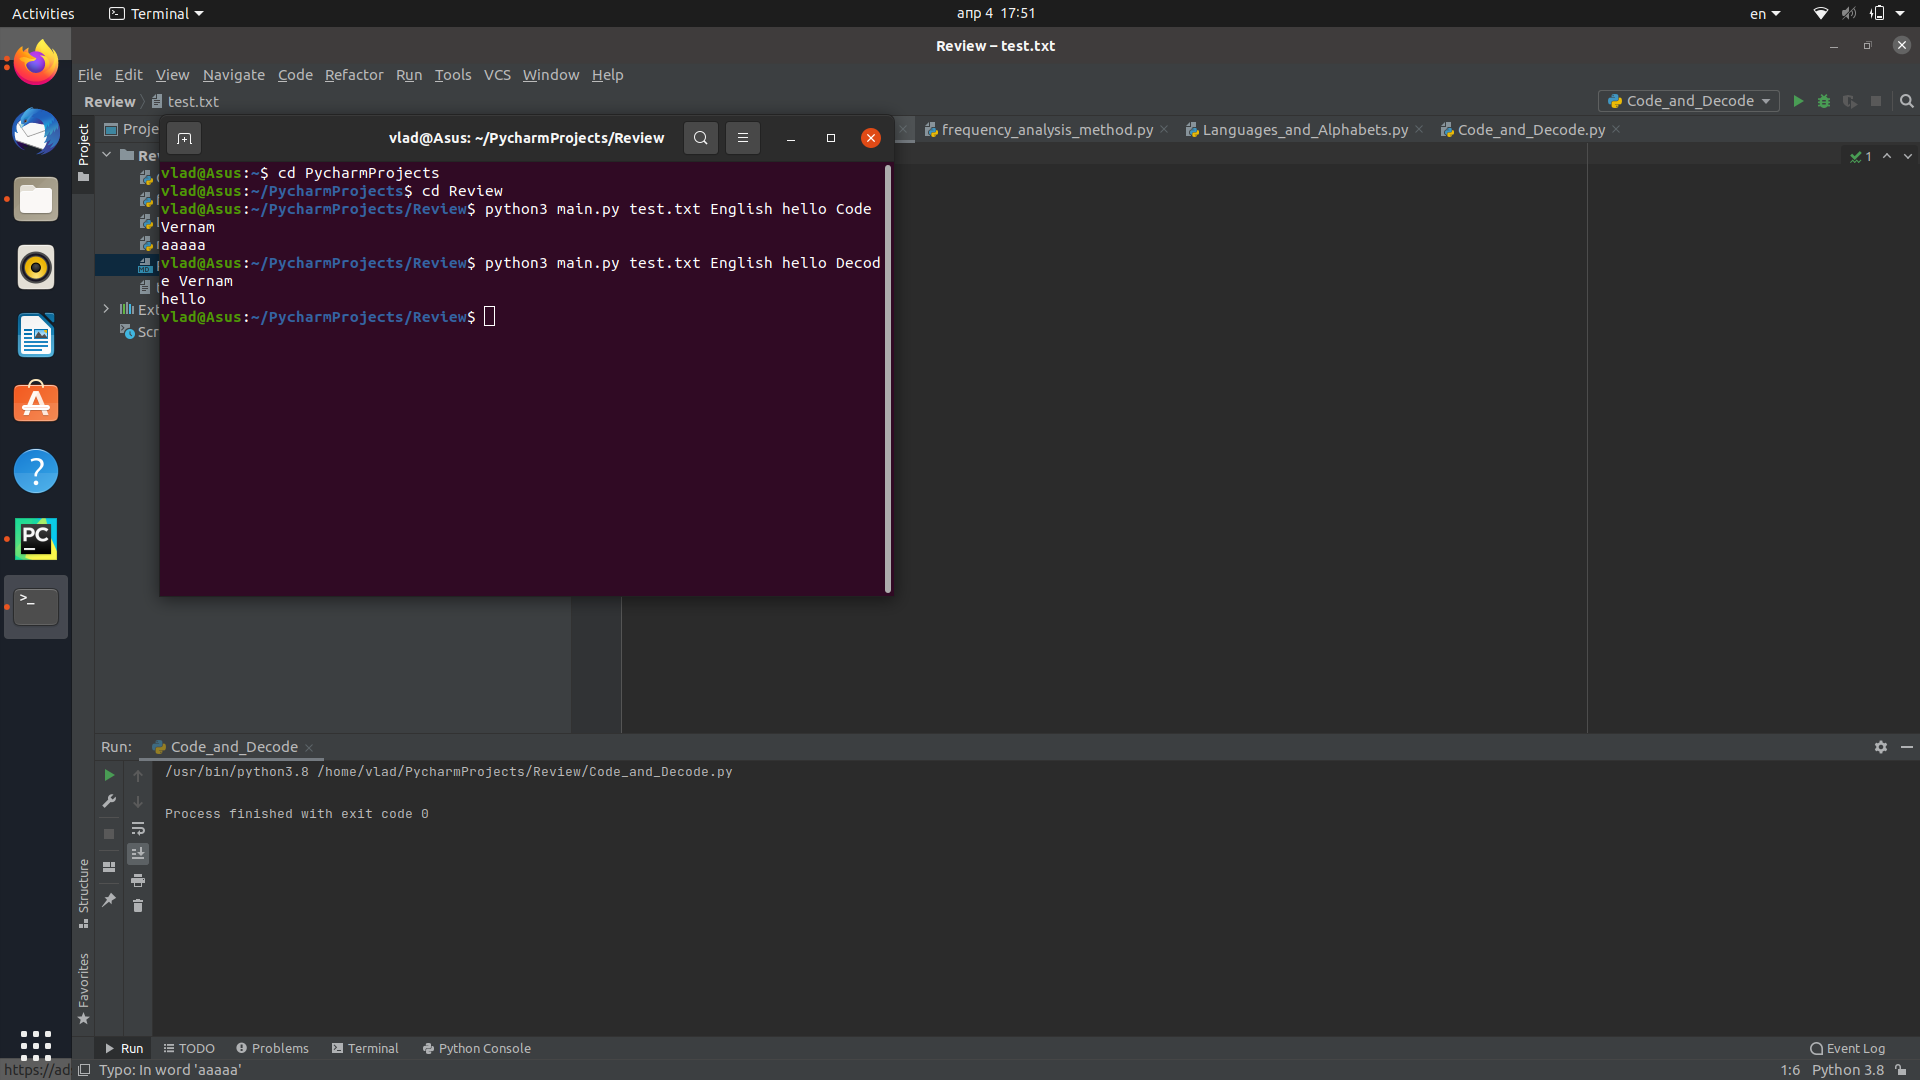 Activities
Terminal
апр 4 17:51
en
Review – test.txt
File Edit View Navigate Code Refactor Run Tools VCS Window Help
Review test.txt
Code_and_Decode
Project
frequency_analysis_method.py
Languages_and_Alphabets.py
Code_and_Decode.py
1
vlad@Asus: ~/PycharmProjects/Review
vlad@Asus:~$ cd PycharmProjects
vlad@Asus:~/PycharmProjects$ cd Review
vlad@Asus:~/PycharmProjects/Review$ python3 main.py test.txt English hello Code
Vernam
aaaaa
vlad@Asus:~/PycharmProjects/Review$ python3 main.py test.txt English hello Decod
e Vernam
hello
vlad@Asus:~/PycharmProjects/Review$
PC
Run: Code_and_Decode
/usr/bin/python3.8 /home/vlad/PycharmProjects/Review/Code_and_Decode.py
Process finished with exit code 0
Structure
Favorites
Run TODO Problems Terminal Python Console
Event Log
https://ad
Typo: In word 'aaaaa'
1:6 Python 3.8